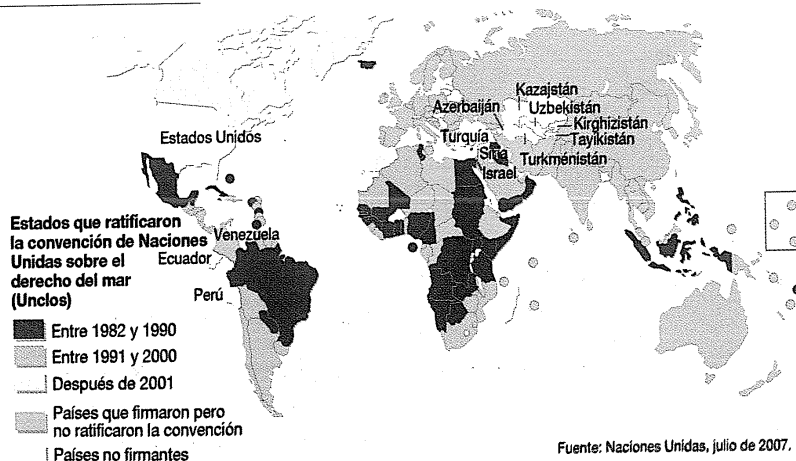 Kazajstán
Azerbaiján
Uzbekistán
Kirghizistán
Turquía
Tayikistán
Siria
Turkménistán
Israel
Estados Unidos
Estados que ratificaron
la convención de Naciones
Unidas sobre el
derecho del mar
(Unclos)
Venezuela
Ecuador
Perú
Entre 1982 y 1990
Entre 1991 y 2000
Después de 2001
Países que firmaron pero
no ratificaron la convención
Países no firmantes
Fuente: Naciones Unidas, julio de 2007.